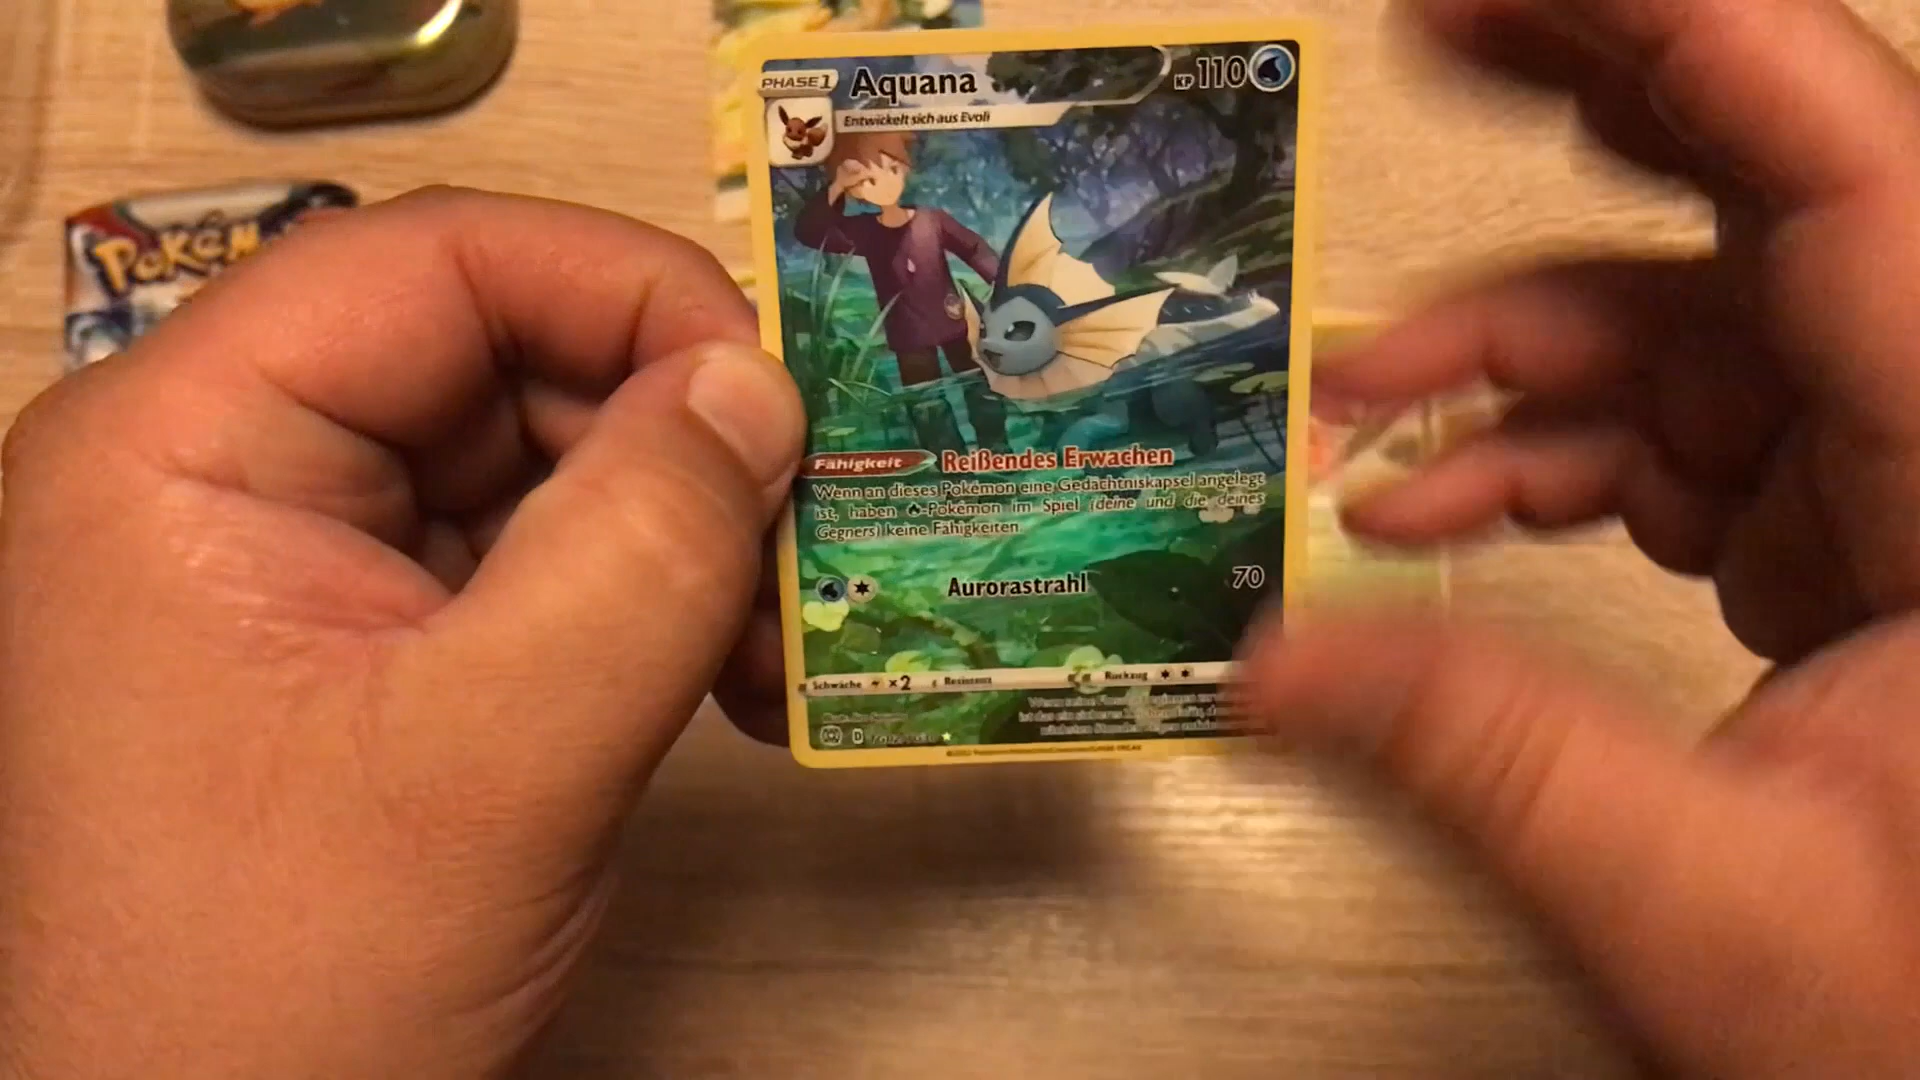 PHASE 1
Aquana
KP 110
Entwickelt sich aus Evoli
Pokém
Fähigkeit Reißendes Erwachen
Wenn an dieses Pokémon eine Gedächtniskapsel angelegt
ist, haben -Pokémon im Spiel (deine und die deines
Gegners) keine Fähigkeiten.
Aurorastrahl 70
Schwäche ×2 Resistenz Rückzug
D